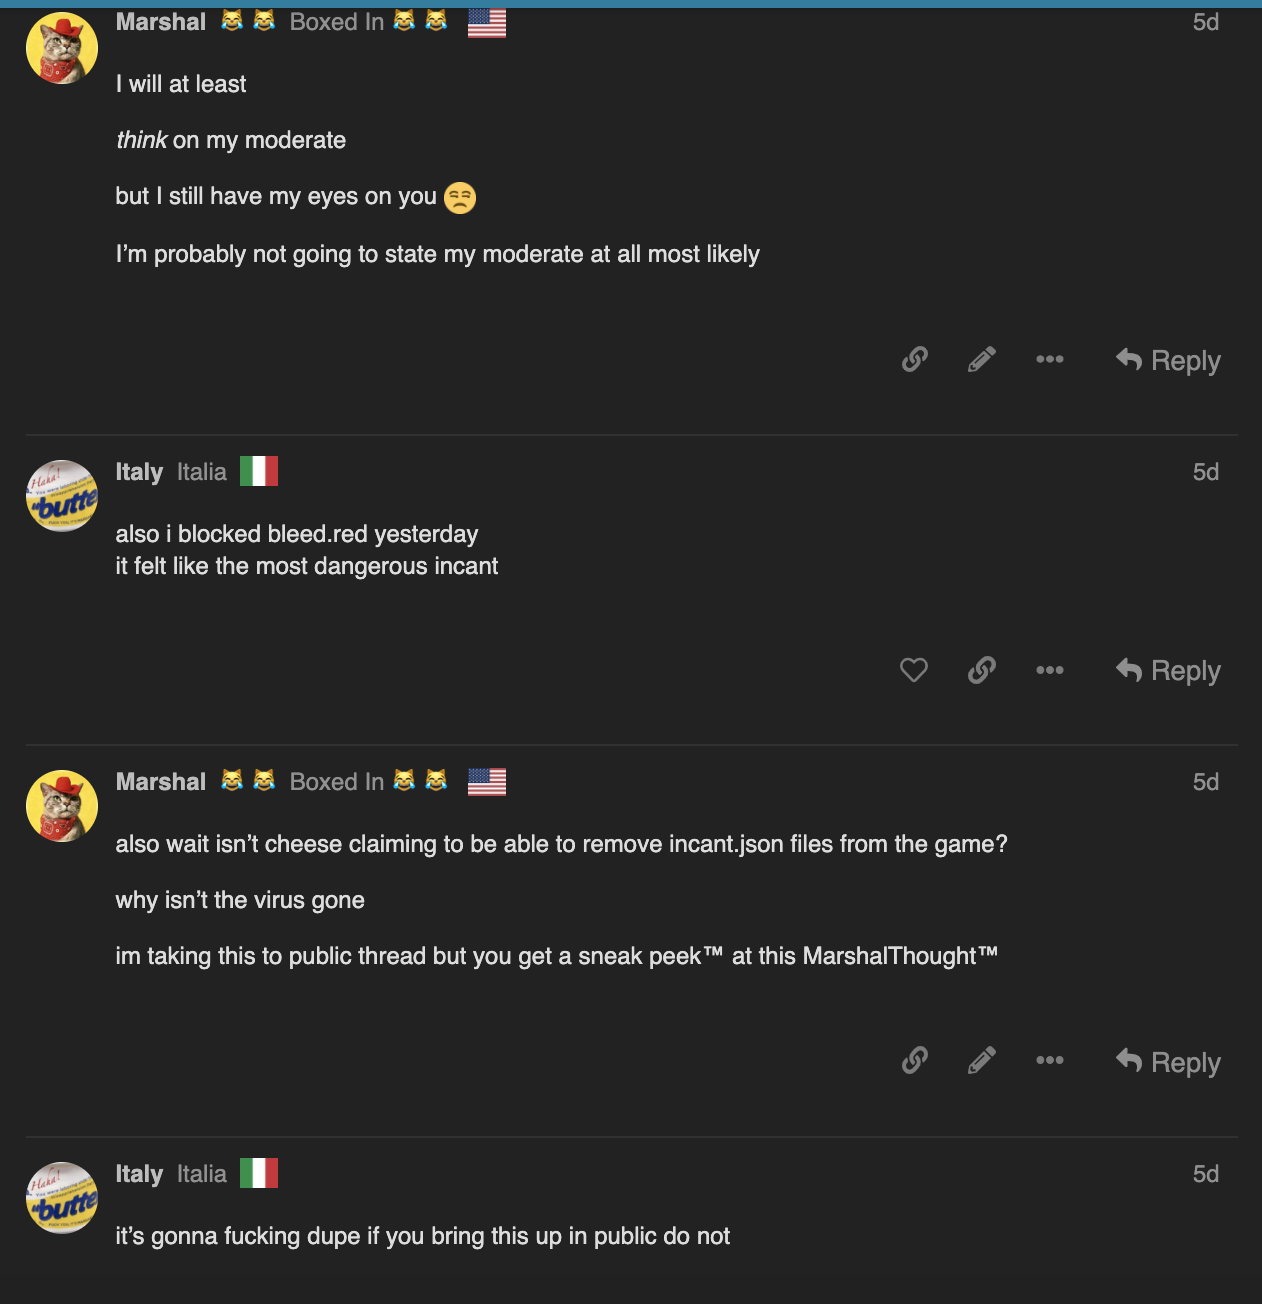 Marshal Boxed In 5d
I will at least
think on my moderate
but I still have my eyes on you
I'm probably not going to state my moderate at all most likely
Reply
Italy Italia 5d
also i blocked bleed.red yesterday
it felt like the most dangerous incant
Reply
Marshal Boxed In 5d
also wait isn't cheese claiming to be able to remove incant.json files from the game?
why isn't the virus gone
im taking this to public thread but you get a sneak peek™ at this MarshalThought™
Reply
Italy Italia 5d
it's gonna fucking dupe if you bring this up in public do not